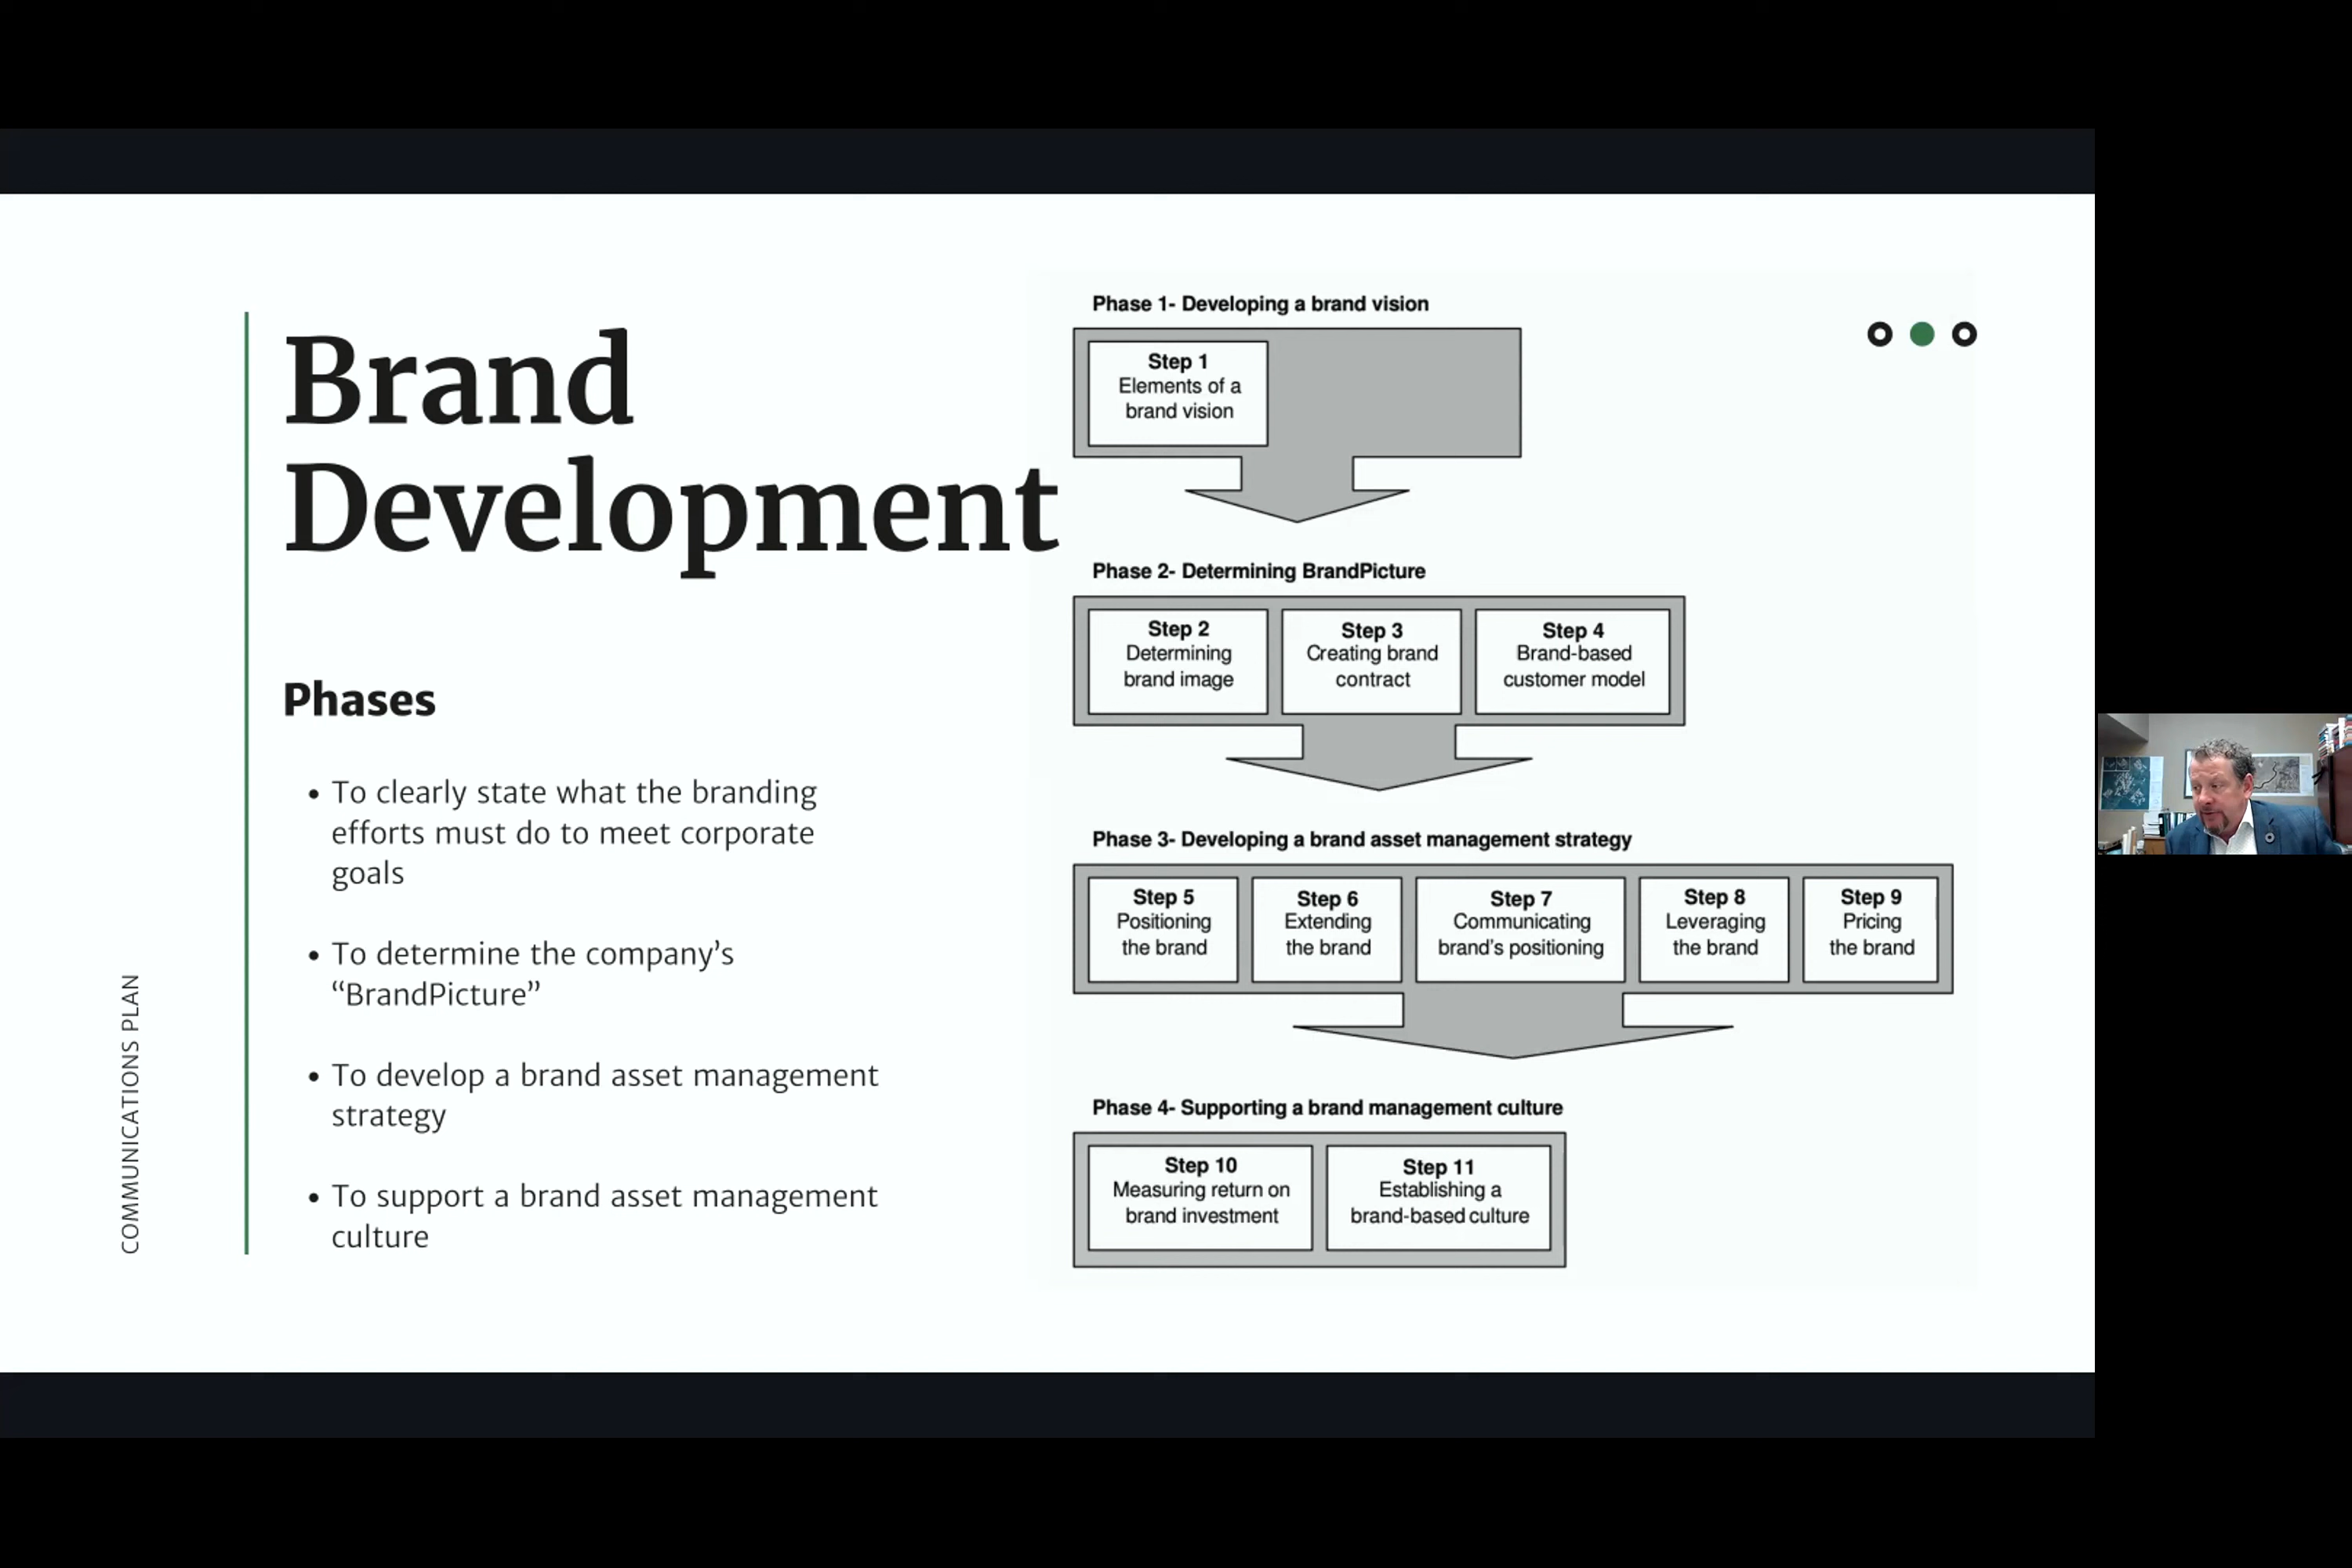 Brand
Development
Phases
• To clearly state what the branding
efforts must do to meet corporate
goals
• To determine the company’s
“BrandPicture”
• To develop a brand asset management
strategy
• To support a brand asset management
culture
COMMUNICATIONS PLAN
Phase 1- Developing a brand vision
Step 1
Elements of a
brand vision
Phase 2- Determining BrandPicture
Step 2
Determining
brand image
Step 3
Creating brand
contract
Step 4
Brand-based
customer model
Phase 3- Developing a brand asset management strategy
Step 5
Positioning
the brand
Step 6
Extending
the brand
Step 7
Communicating
brand’s positioning
Step 8
Leveraging
the brand
Step 9
Pricing
the brand
Phase 4- Supporting a brand management culture
Step 10
Measuring return on
brand investment
Step 11
Establishing a
brand-based culture